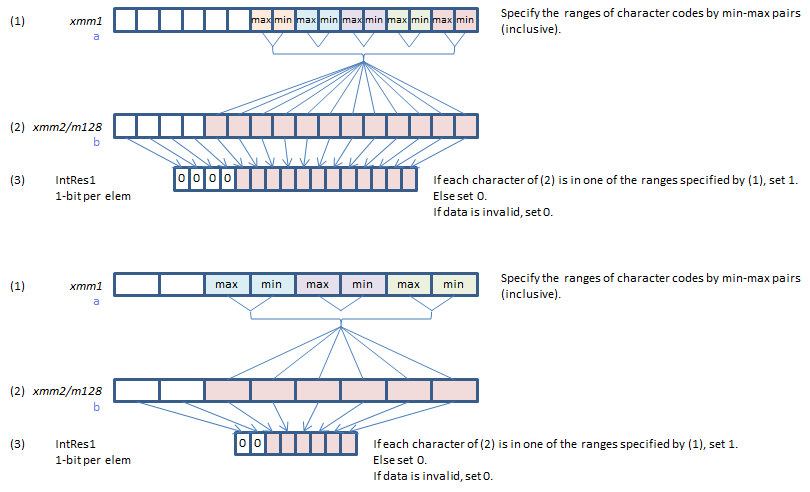 (1) xmm1 max min max min max min max min max min Specify the ranges of character codes by min-max pairs
a (inclusive).
(2) xmm2/m128
b
(3) IntRes1 0 0 0 0 If each character of (2) is in one of the ranges specified by (1), set 1.
1-bit per elem Else set 0.
If data is invalid, set 0.
(1) xmm1 max min max min max min Specify the ranges of character codes by min-max pairs
a (inclusive).
(2) xmm2/m128
b
(3) IntRes1 0 0 If each character of (2) is in one of the ranges specified by (1), set 1.
1-bit per elem Else set 0.
If data is invalid, set 0.